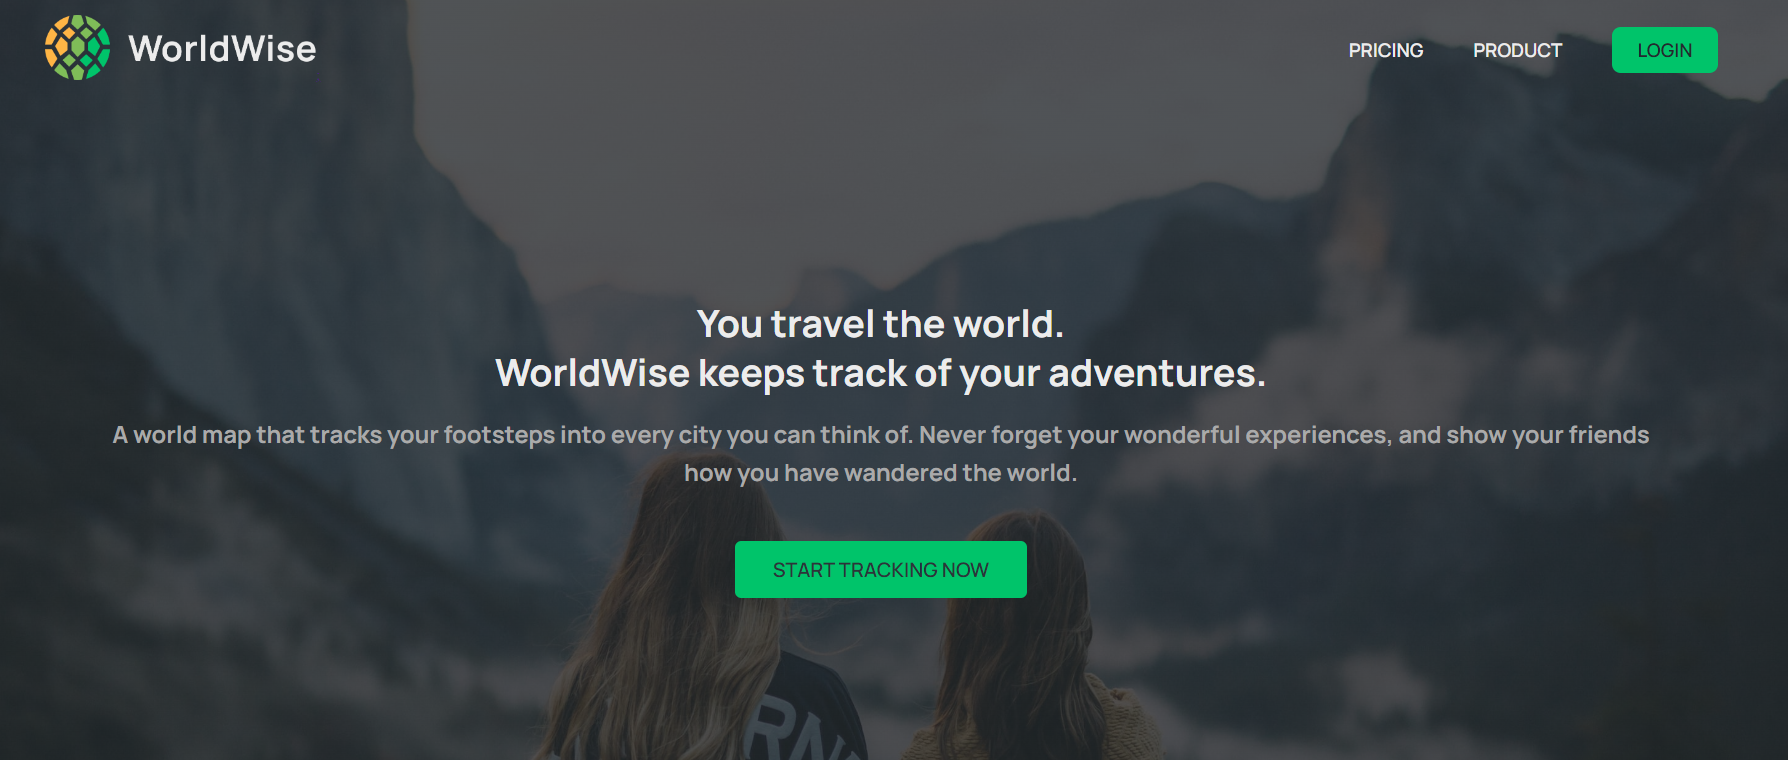 WorldWise
PRICING
PRODUCT
LOGIN
You travel the world.
WorldWise keeps track of your adventures.
A world map that tracks your footsteps into every city you can think of. Never forget your wonderful experiences, and show your friends
how you have wandered the world.
START TRACKING NOW